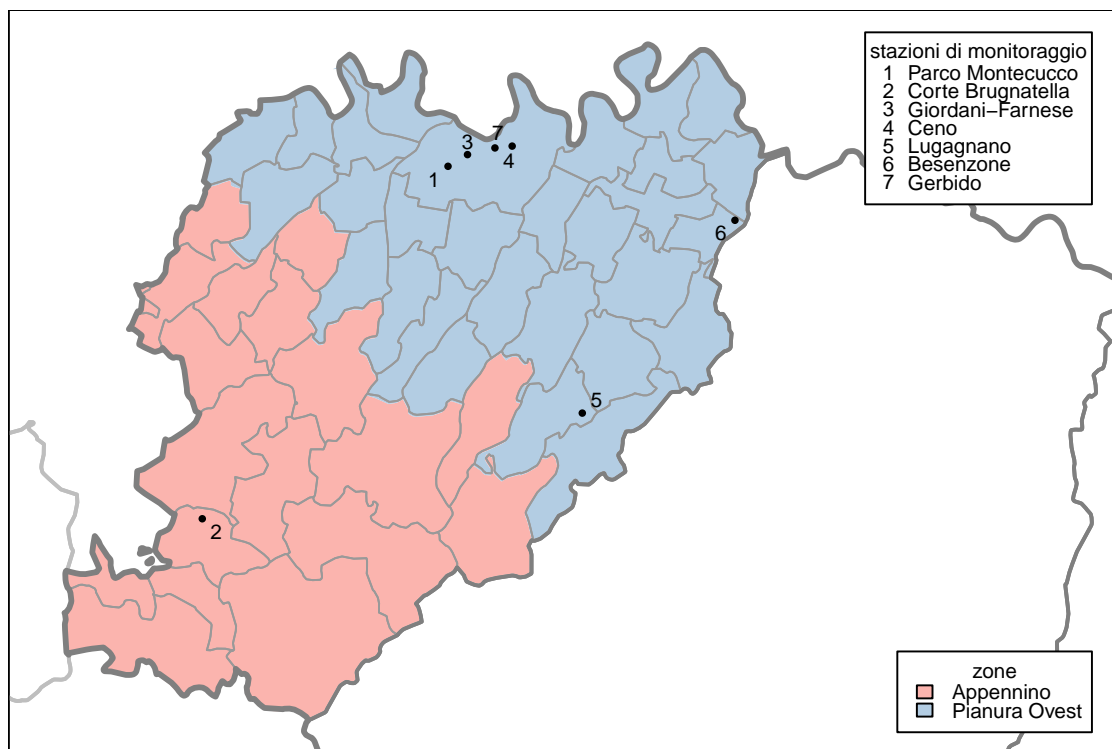 stazioni di monitoraggio
1 Parco Montecucco
2 Corte Brugnatella
3 Giordani−Farnese
4 Ceno
5 Lugagnano
6 Besenzone
7 Gerbido
3
7
4
1
6
5
2
zone
Appennino
Pianura Ovest